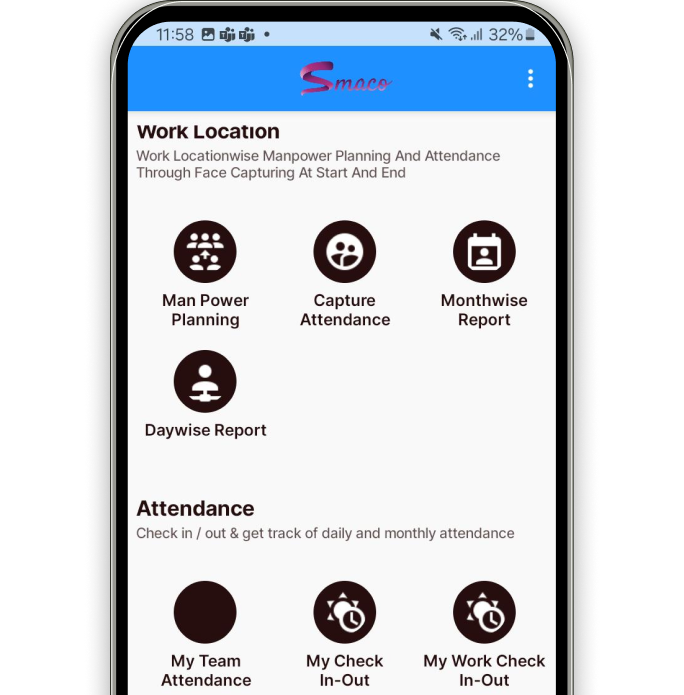 11:58
32%
Smaco
Work Location
Work Locationwise Manpower Planning And Attendance
Through Face Capturing At Start And End
Man Power
Planning
Capture
Attendance
Monthwise
Report
Daywise Report
Attendance
Check in / out & get track of daily and monthly attendance
My Team
Attendance
My Check
In-Out
My Work Check
In-Out